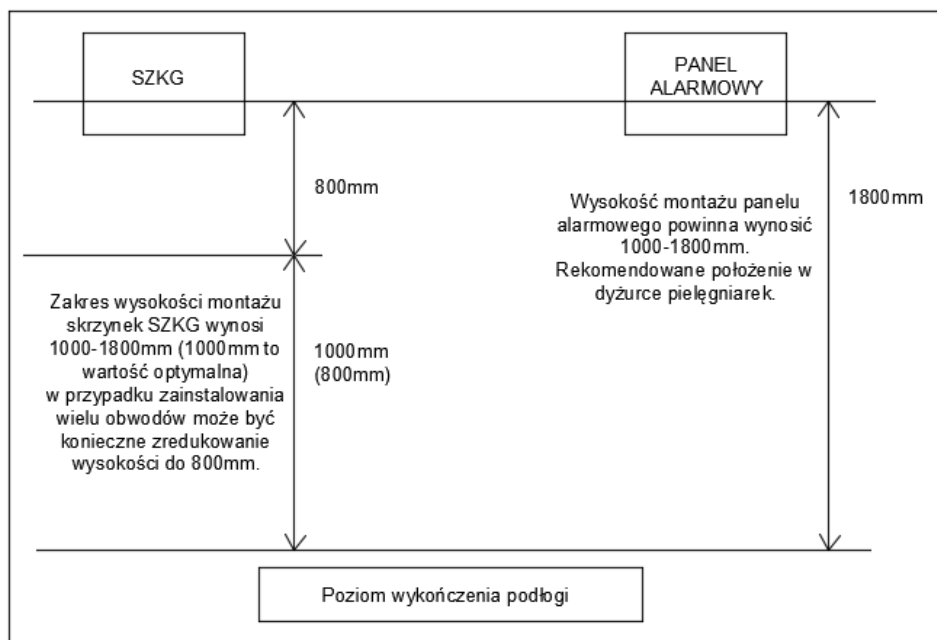 SZKG
PANEL
ALARMOWY
800mm
1800mm
Wysokość montażu panelu
alarmowego powinna wynosić
1000-1800mm.
Rekomendowane położenie w
dyżurce pielęgniarek.
Zakres wysokości montażu
skrzynek SZKG wynosi
1000-1800mm (1000mm to
wartość optymalna)
w przypadku zainstalowania
wielu obwodów może być
konieczne zredukowanie
wysokości do 800mm.
1000mm
(800mm)
Poziom wykończenia podłogi